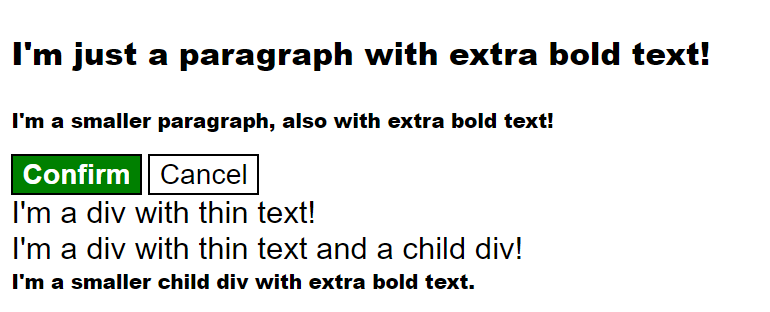 I'm just a paragraph with extra bold text!
I'm a smaller paragraph, also with extra bold text!
Confirm Cancel
I'm a div with thin text!
I'm a div with thin text and a child div!
I'm a smaller child div with extra bold text.